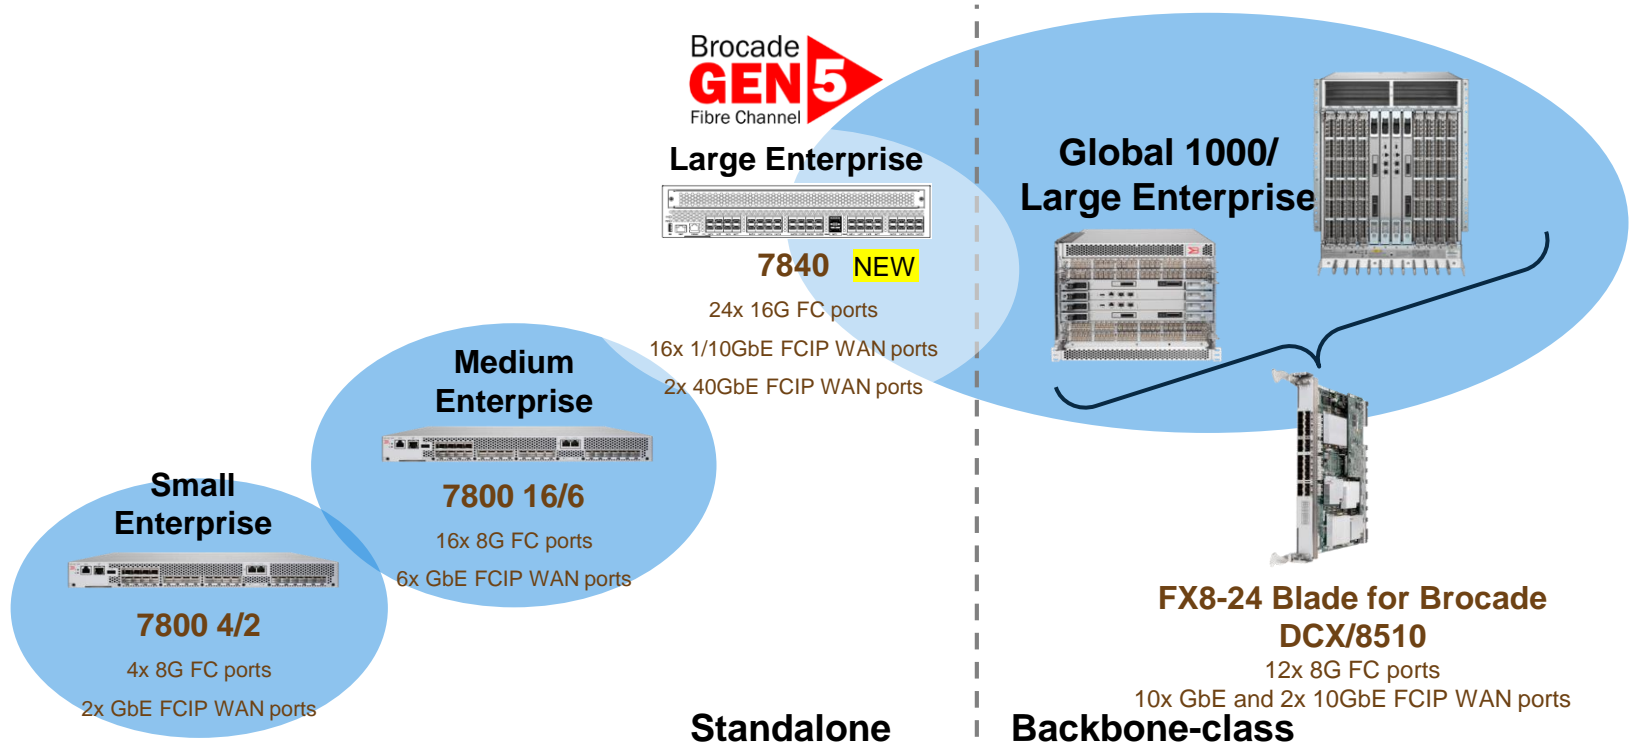 Brocade
GEN 5
Fibre Channel
Large Enterprise
7840 NEW
24x 16G FC ports
16x 1/10GbE FCIP WAN ports
2x 40GbE FCIP WAN ports
Global 1000/
Large Enterprise
Medium
Enterprise
7800 16/6
16x 8G FC ports
6x GbE FCIP WAN ports
Small
Enterprise
7800 4/2
4x 8G FC ports
2x GbE FCIP WAN ports
FX8-24 Blade for Brocade
DCX/8510
12x 8G FC ports
10x GbE and 2x 10GbE FCIP WAN ports
Standalone
Backbone-class